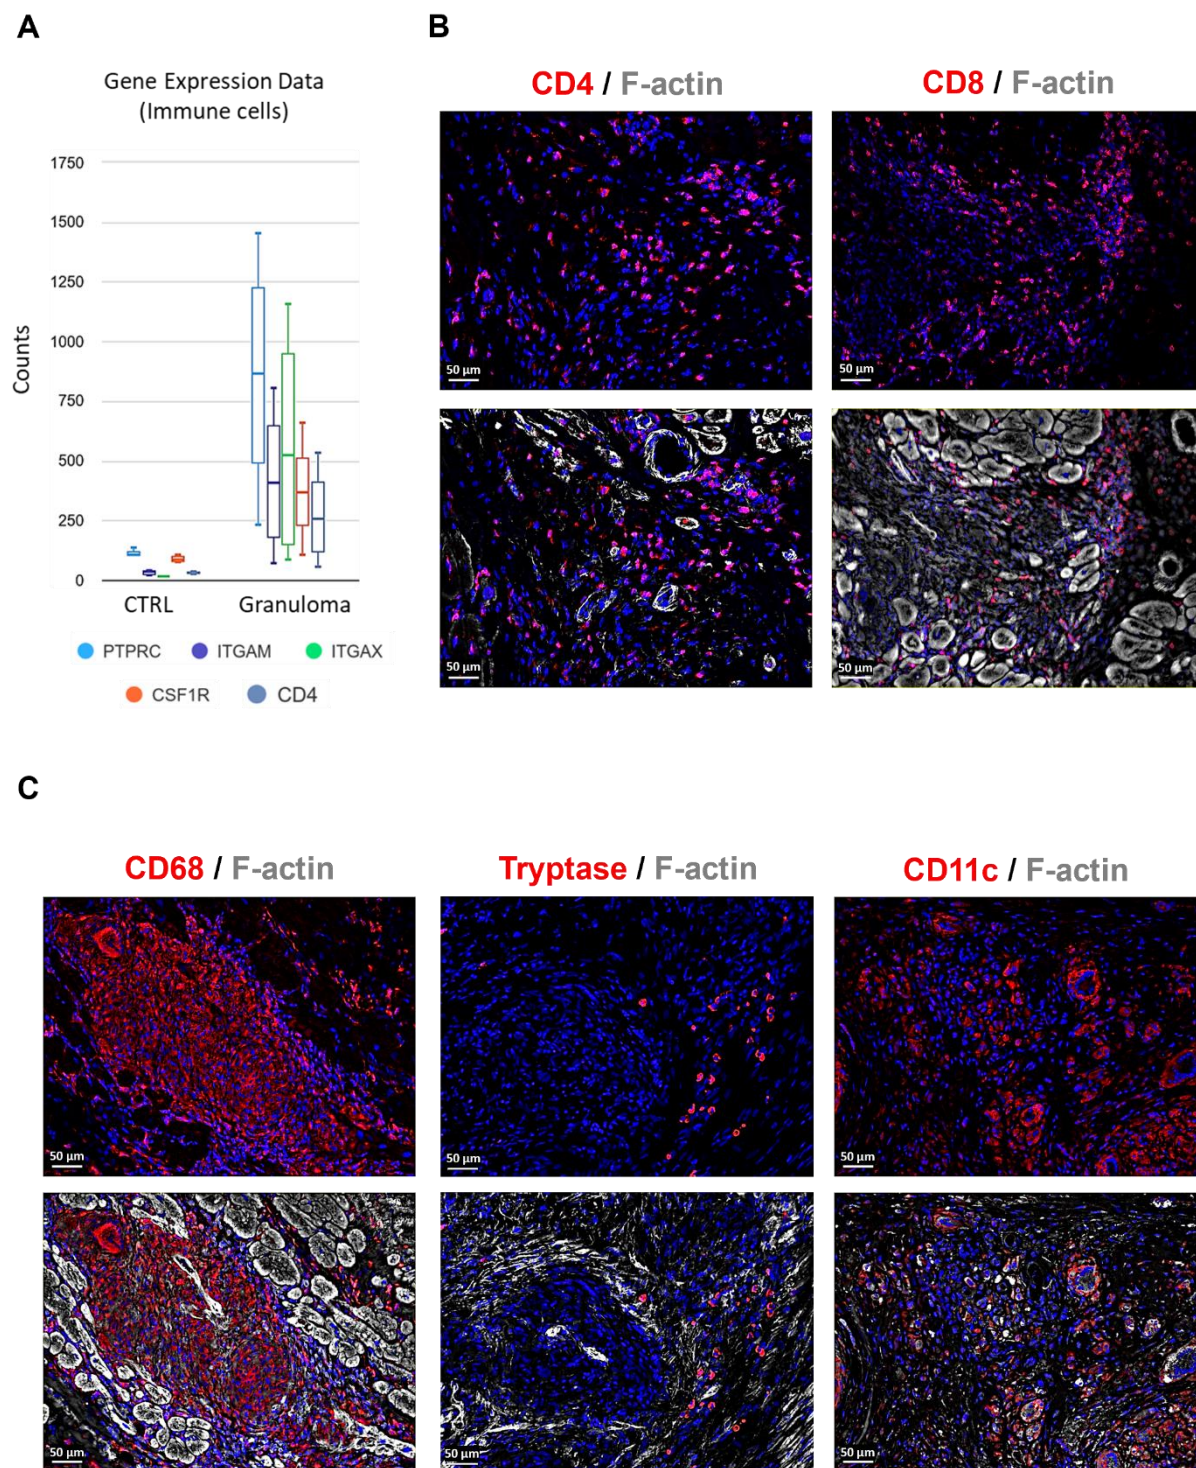 A
Gene Expression Data
(Immune cells)
Counts
1750
1500
1250
1000
750
500
250
0
CTRL Granuloma
PTPRC ITGAM ITGAX
CSF1R CD4
B
CD4 / F-actin
CD8 / F-actin
50 µm
50 µm
50 µm
50 µm
C
CD68 / F-actin
Tryptase / F-actin
CD11c / F-actin
50 µm
50 µm
50 µm
50 µm
50 µm
50 µm